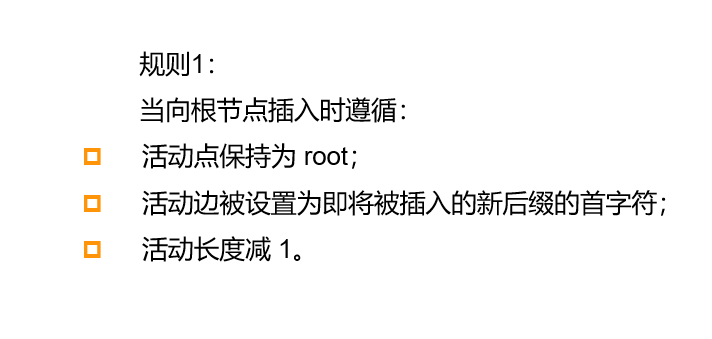 规则1：
当向根节点插入时遵循：
活动点保持为 root；
活动边被设置为即将被插入的新后缀的首字符；
活动长度减 1。